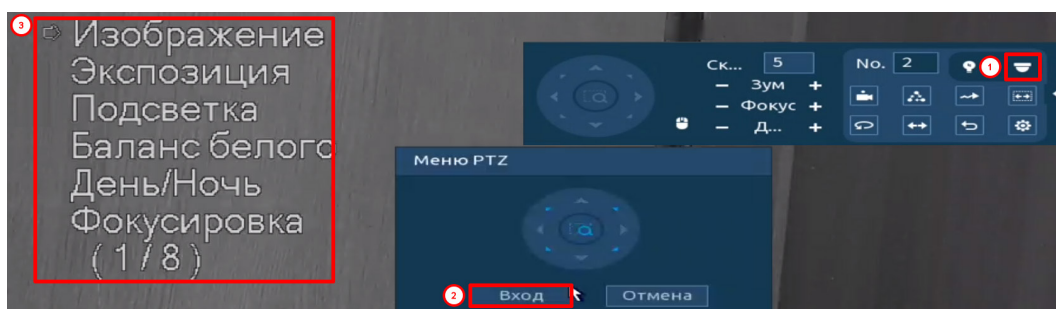 3
Изображение
Экспозиция
Подсветка
Баланс белого
День/Ночь
Фокусировка
(1/8)
Ск... 5 No. 2 1
– Зум +
– Фокус +
– Д... +
Меню PTZ
2 Вход Отмена